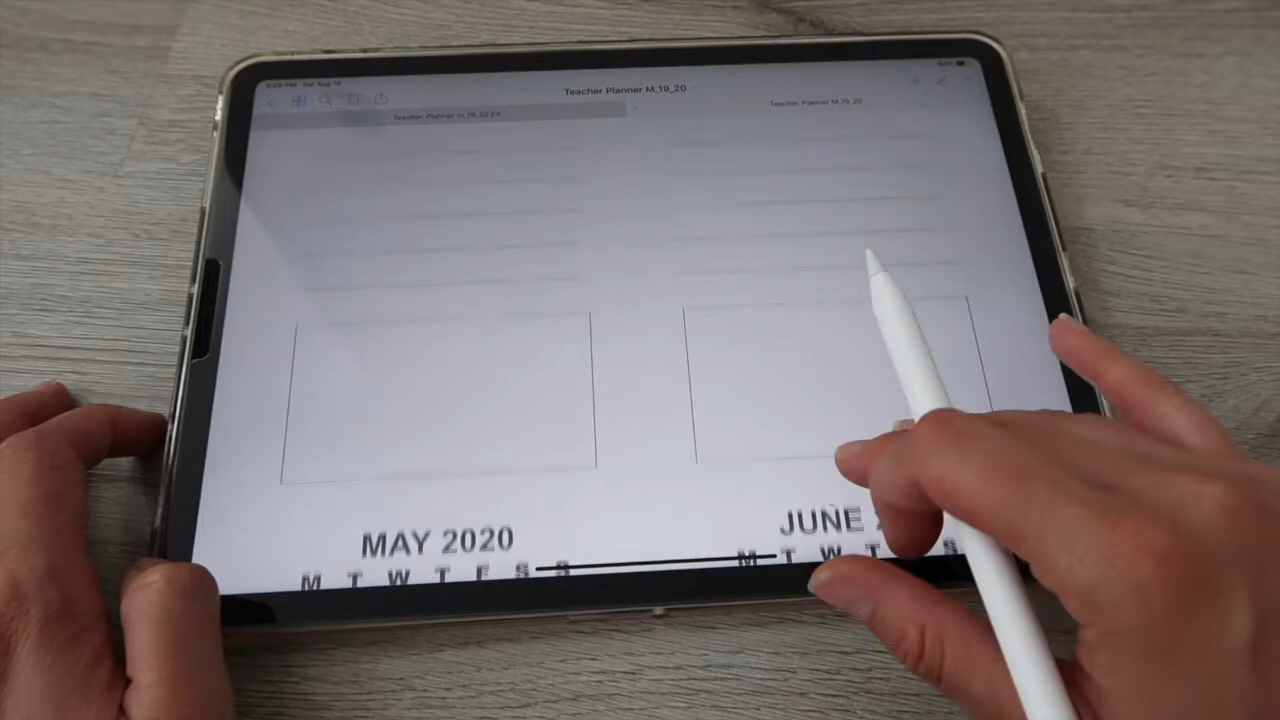 Teacher Planner M_19_20
Teacher Planner M_19_20
MAY 2020
M T W T F S S
JUNE
M T W T S